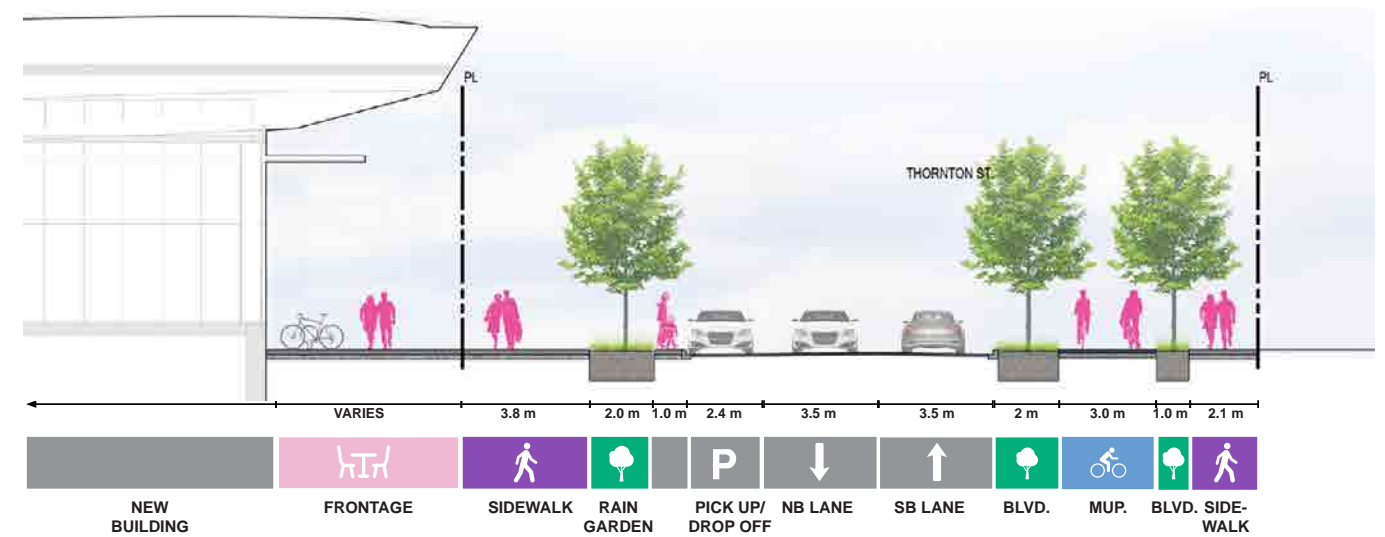 PL
PL
THORNTON ST.
VARIES
3.8 m
2.0 m
1.0 m
2.4 m
3.5 m
3.5 m
2 m
3.0 m
1.0 m
2.1 m
P
NEW
BUILDING
FRONTAGE
SIDEWALK
RAIN
GARDEN
PICK UP/
DROP OFF
NB LANE
SB LANE
BLVD.
MUP.
BLVD.
SIDE-
WALK